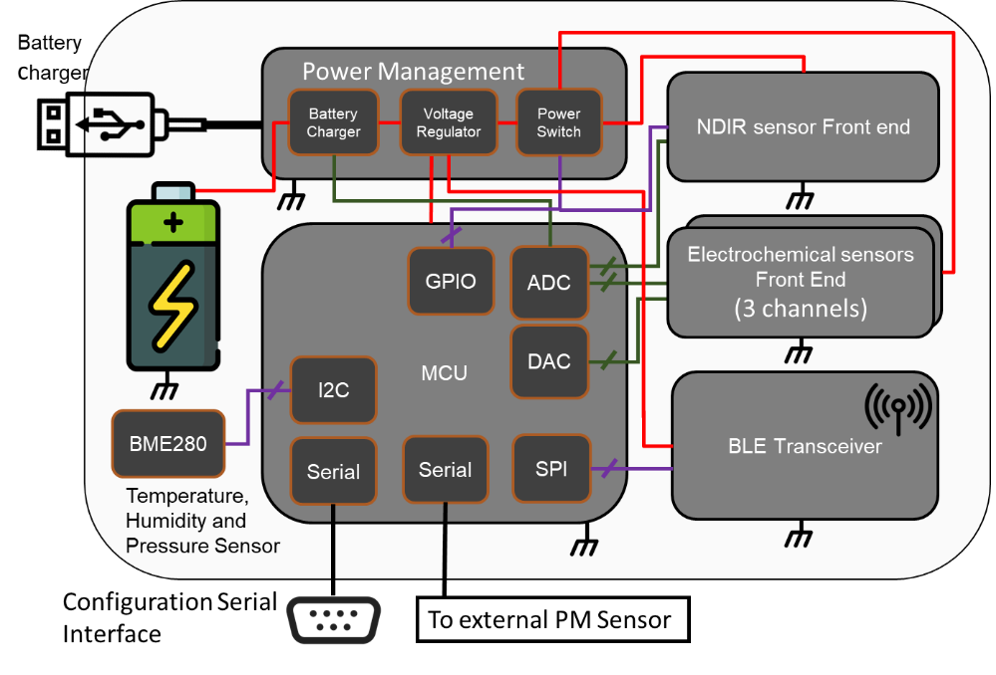 Battery
Charger
Power Management
Battery
Charger
Voltage
Regulator
Power
Switch
NDIR sensor Front end
Electrochemical sensors
Front End
(3 channels)
GPIO
ADC
DAC
MCU
I2C
BME280
Serial
Serial
SPI
BLE Transceiver
Temperature,
Humidity and
Pressure Sensor
Configuration Serial
Interface
To external PM Sensor